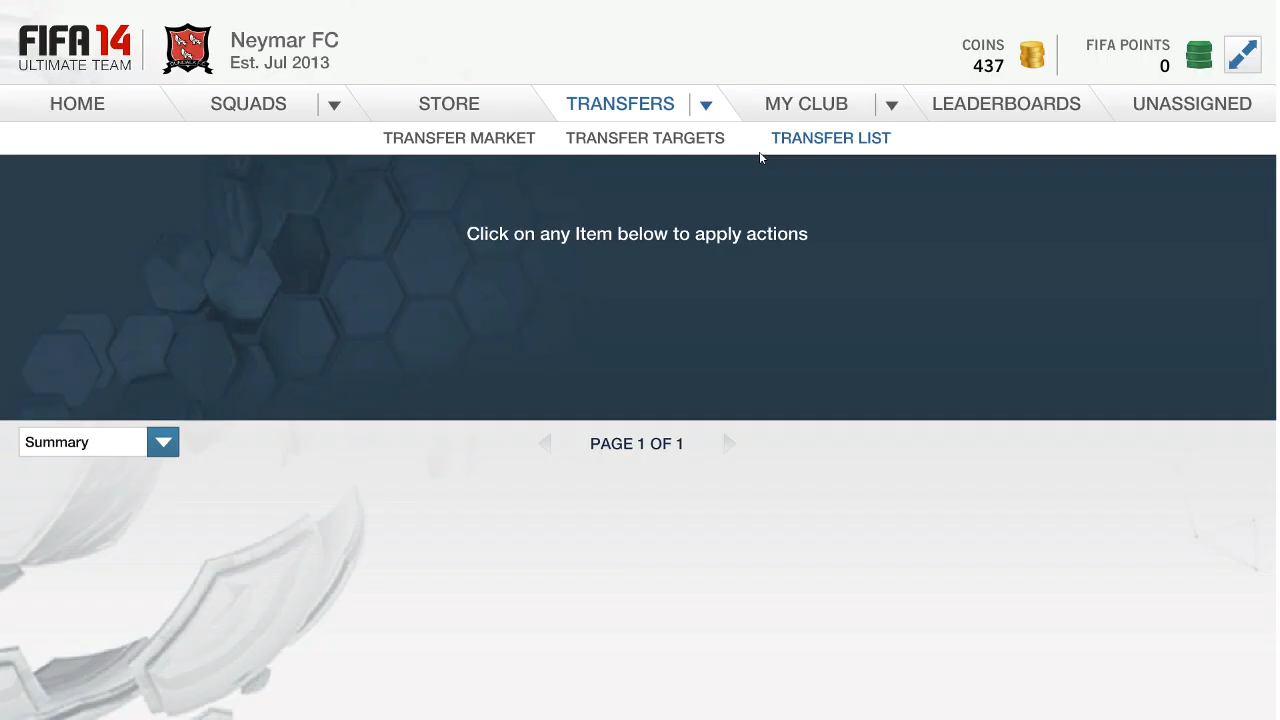 FIFA 14
ULTIMATE TEAM
Neymar FC
Est. Jul 2013
COINS
437
FIFA POINTS
0
HOME
SQUADS
STORE
TRANSFERS
MY CLUB
LEADERBOARDS
UNASSIGNED
TRANSFER MARKET
TRANSFER TARGETS
TRANSFER LIST
Click on any Item below to apply actions
Summary
PAGE 1 OF 1